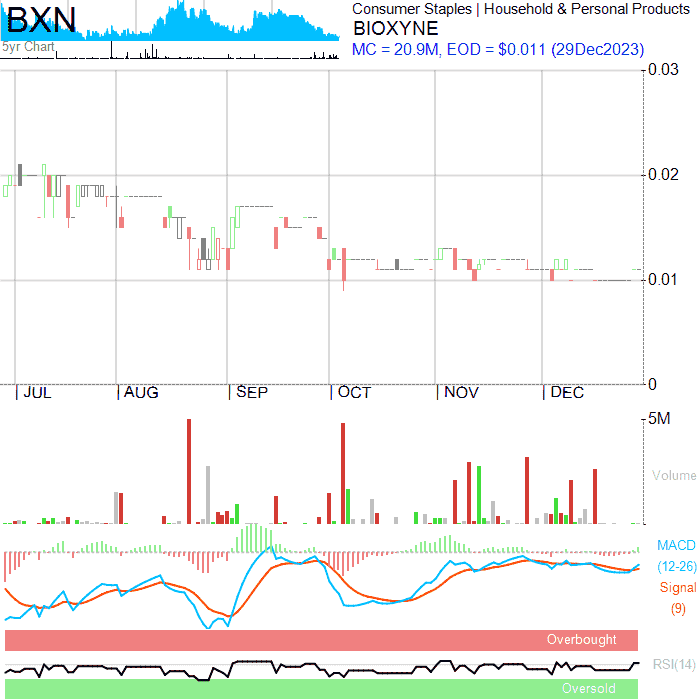 BXN
5yr Chart
Consumer Staples | Household & Personal Products
BIOXYNE
MC = 20.9M, EOD = $0.011 (29Dec2023)
0.03
0.02
0.01
0
JUL
AUG
SEP
OCT
NOV
DEC
5M
Volume
MACD
(12-26)
Signal
(9)
Overbought
RSI(14)
Oversold